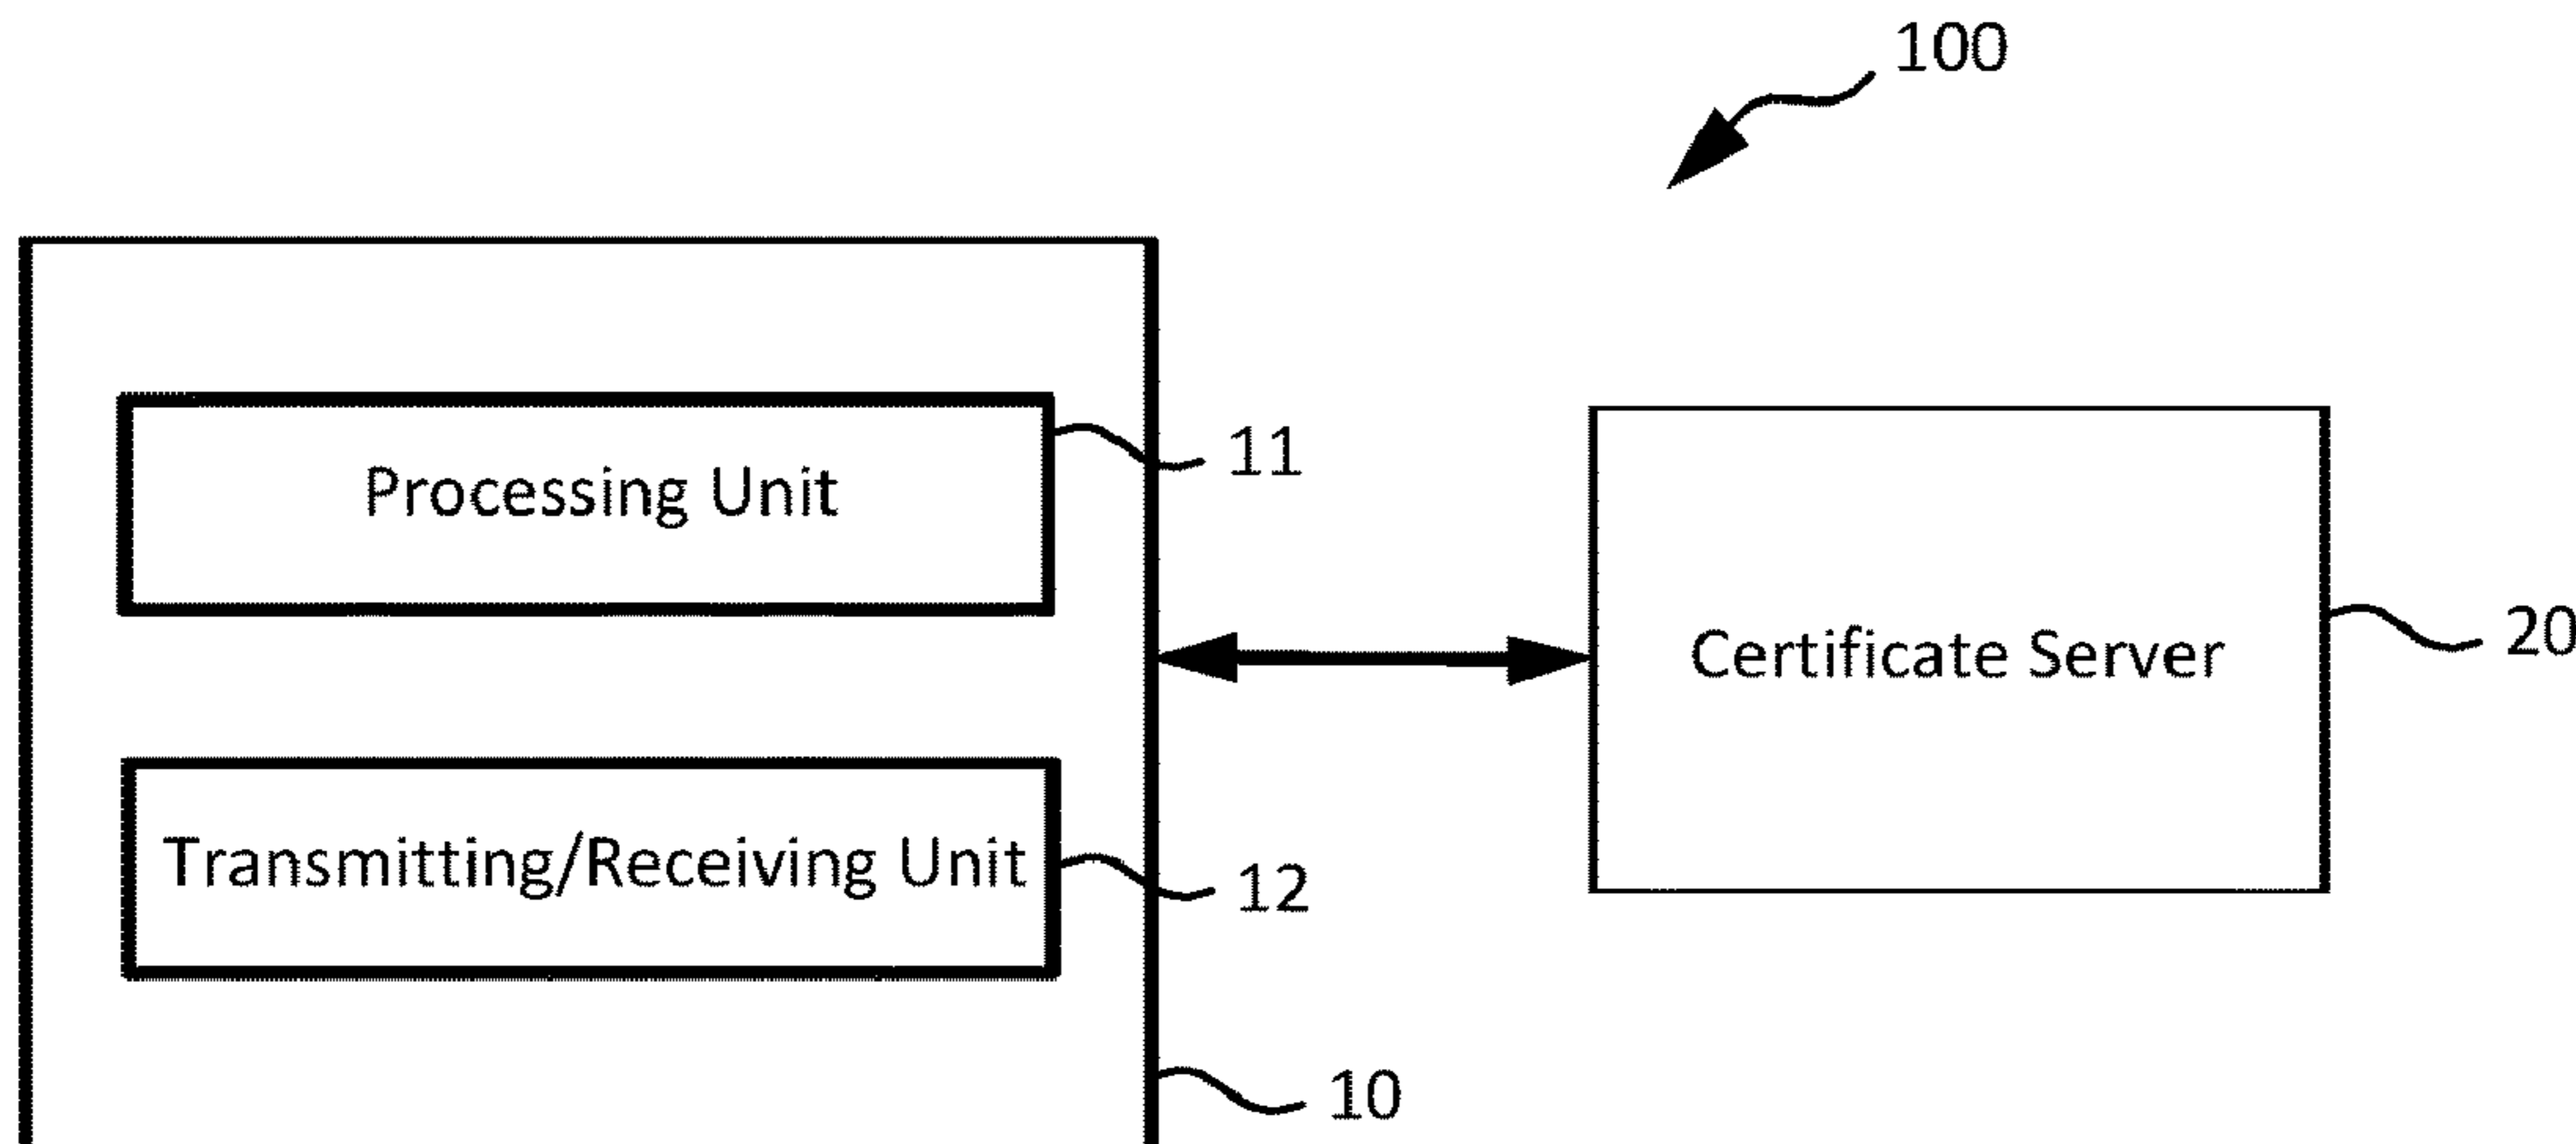 100
Processing Unit
11
Certificate Server
20
Transmitting/Receiving Unit
12
10